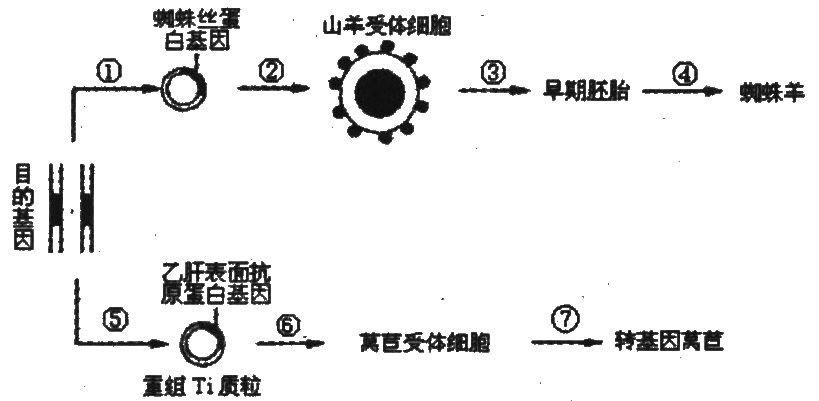 蜘蛛丝蛋
白基因
山羊受体细胞
①
②
③
早期胚胎
④
蜘蛛羊
目的基因
乙肝表面抗
原蛋白基因
⑤
⑥
莴苣受体细胞
⑦
转基因莴苣
重组Ti质粒